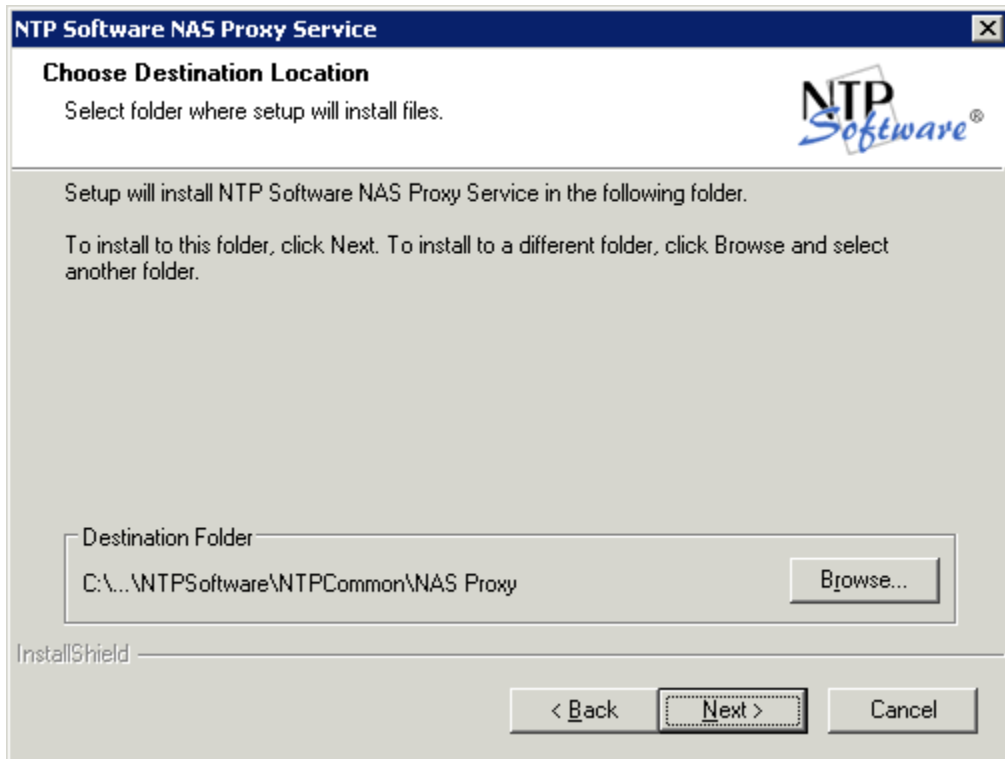 NTP Software NAS Proxy Service
Choose Destination Location
Select folder where setup will install files.
NTP
Software®
Setup will install NTP Software NAS Proxy Service in the following folder.
To install to this folder, click Next. To install to a different folder, click Browse and select
another folder.
Destination Folder
C:\...\NTPSoftware\NTPCommon\NAS Proxy
Browse...
InstallShield
< Back
Next >
Cancel